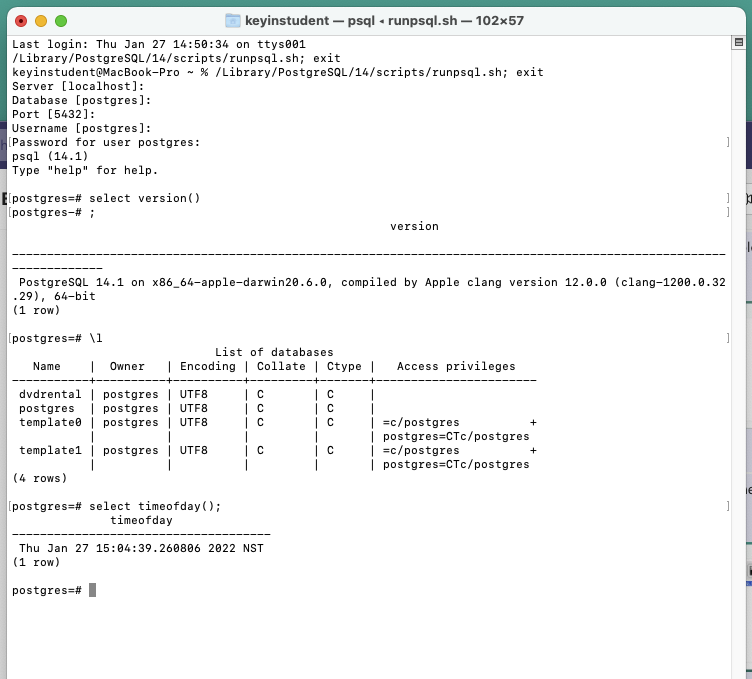 keyinstudent — psql ◂ runpsql.sh — 102×57
Last login: Thu Jan 27 14:50:34 on ttys001
/Library/PostgreSQL/14/scripts/runpsql.sh; exit
keyinstudent@MacBook-Pro ~ % /Library/PostgreSQL/14/scripts/runpsql.sh; exit
Server [localhost]:
Database [postgres]:
Port [5432]:
Username [postgres]:
[Password for user postgres: ]
psql (14.1)
Type "help" for help.
[postgres=# select version() ]
[postgres-# ; ]
version
------------------------------------------------------------------------------------------------------
-------------
PostgreSQL 14.1 on x86_64-apple-darwin20.6.0, compiled by Apple clang version 12.0.0 (clang-1200.0.32
.29), 64-bit
(1 row)
[postgres=# \l ]
List of databases
Name | Owner | Encoding | Collate | Ctype | Access privileges
-----------+----------+----------+---------+-------+-----------------------
dvdrental | postgres | UTF8 | C | C |
postgres | postgres | UTF8 | C | C |
template0 | postgres | UTF8 | C | C | =c/postgres +
| | | | | postgres=CTc/postgres
template1 | postgres | UTF8 | C | C | =c/postgres +
| | | | | postgres=CTc/postgres
(4 rows)
[postgres=# select timeofday(); ]
timeofday
-------------------------------------
Thu Jan 27 15:04:39.260806 2022 NST
(1 row)
postgres=#